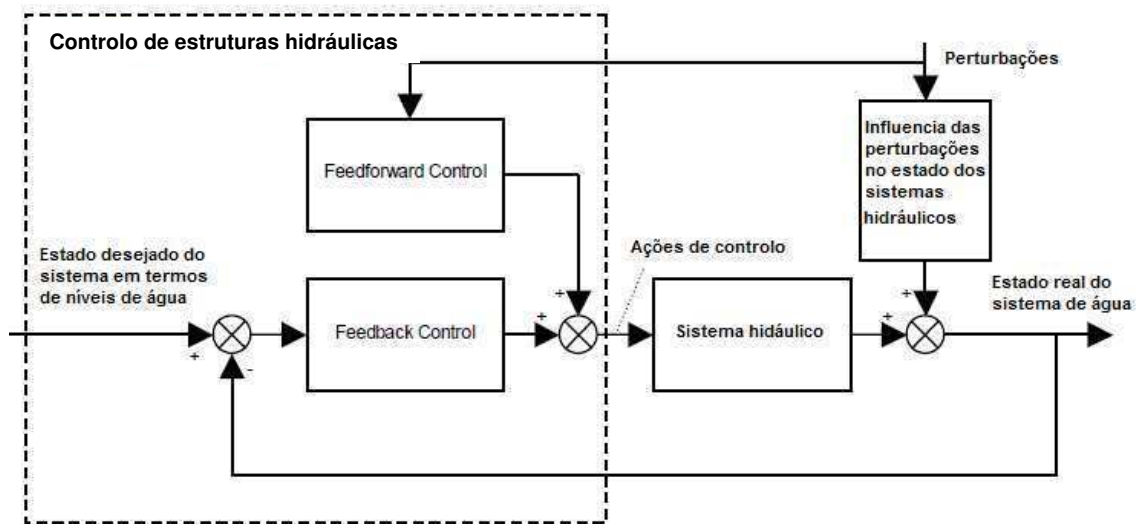 Controlo de estruturas hidráulicas
Perturbações
Influencia das
perturbações
no estado dos
sistemas
hidráulicos
Feedforward Control
Estado desejado do
sistema em termos
de níveis de água
Ações de controlo
Estado real do
sistema de água
+
+
+
+
+
-
Feedback Control
Sistema hidáulico